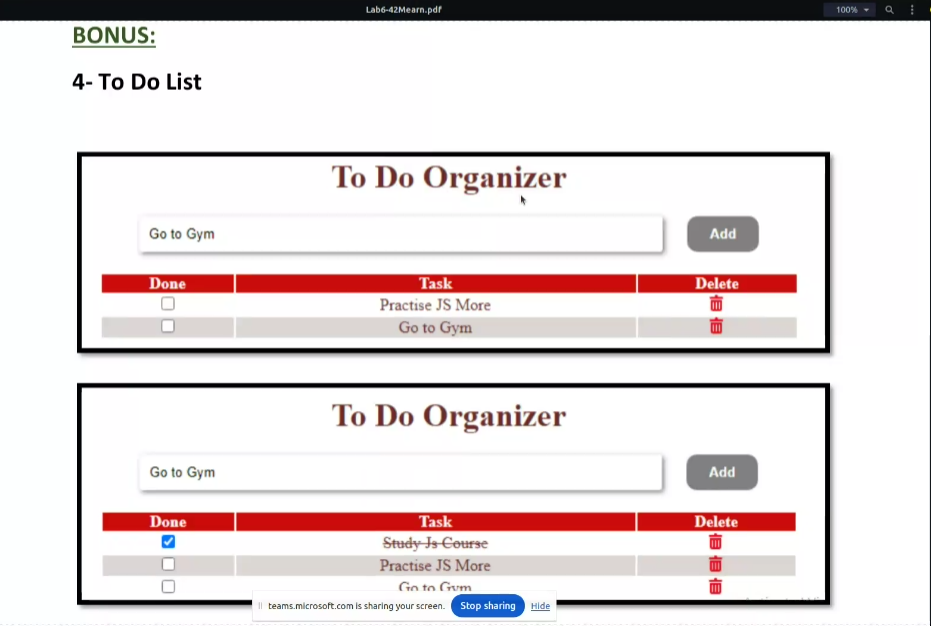 Lab6-42Mearn.pdf
100%
BONUS:
4- To Do List
To Do Organizer
Go to Gym
Add
Done Task Delete
Practise JS More
Go to Gym
To Do Organizer
Go to Gym
Add
Done Task Delete
Study Js Course
Practise JS More
Go to Gym
teams.microsoft.com is sharing your screen. Stop sharing Hide